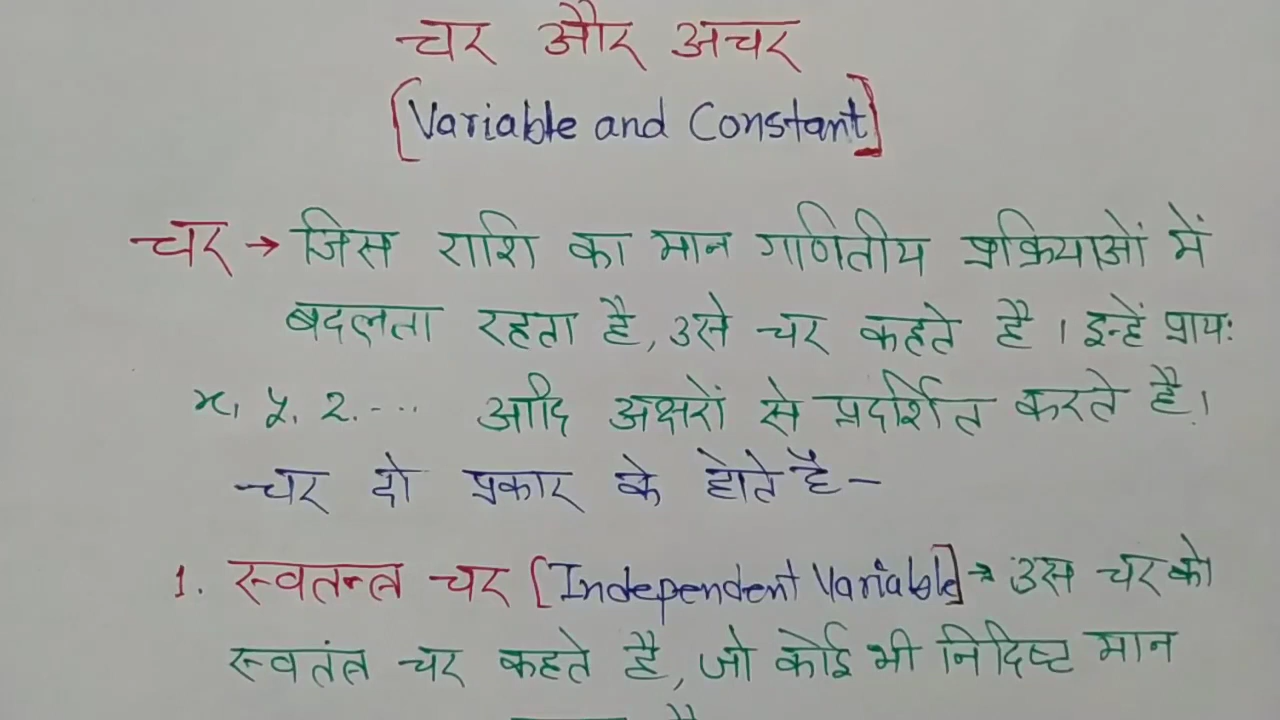 चर और अचर
[Variable and Constant]
चर → जिस राशि का मान गणितीय प्रक्रियाओं में
बदलता रहता है, उसे चर कहते है । इन्हें प्रायः
x, y, z, .... आदि अक्षरों से प्रदर्शित करते है।
चर दो प्रकार के होते है –
1. स्वतन्त चर [Independent Variable] → उस चर को
स्वतंत चर कहते है, जो कोई भी निदिष्ट मान